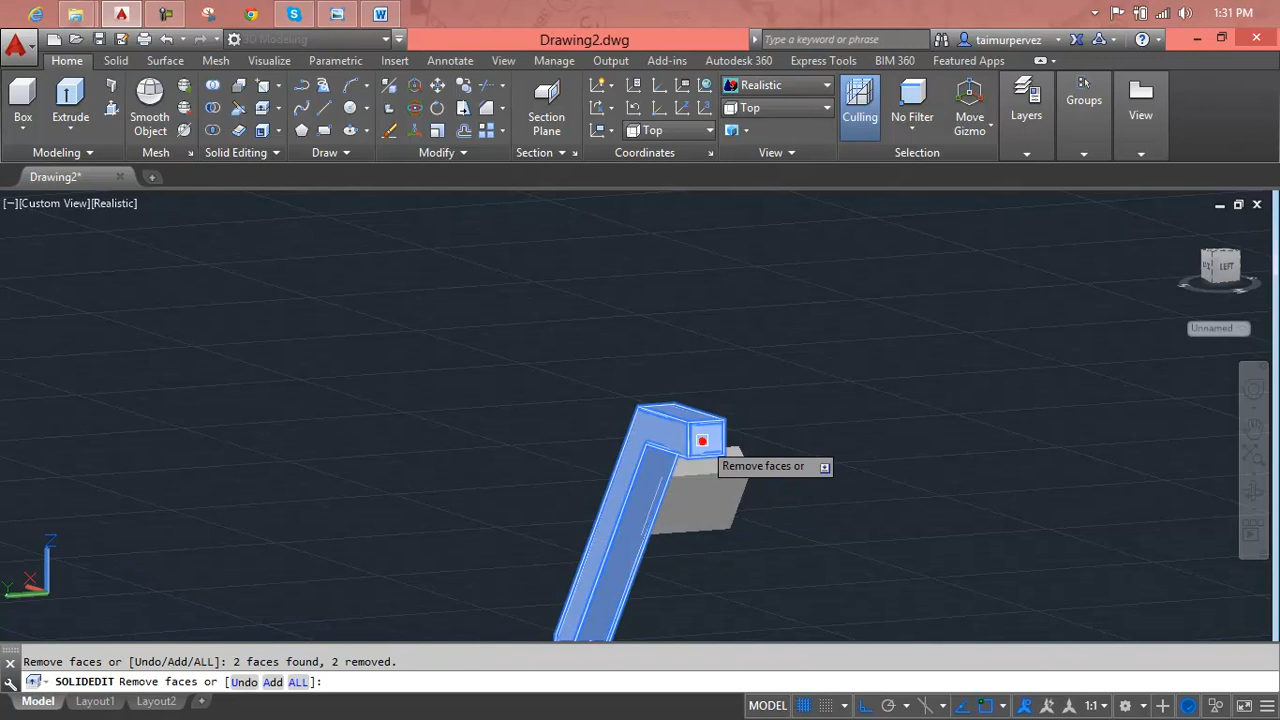 1:31 PM
3D Modeling
Drawing2.dwg
Type a keyword or phrase
taimurpervez
Home Solid Surface Mesh Visualize Parametric Insert Annotate View Manage Output Add-ins Autodesk 360 Express Tools BIM 360 Featured Apps
Realistic
Top
Top
Box Extrude Smooth Object Section Plane Culling No Filter Move Gizmo Layers Groups View
Modeling Mesh Solid Editing Draw Modify Section Coordinates View Selection
Drawing2*
[−][Custom View][Realistic]
LEFT
Unnamed
Remove faces or
Z
X
Y
Remove faces or [Undo/Add/ALL]: 2 faces found, 2 removed.
SOLIDEDIT Remove faces or [Undo Add ALL]:
Model Layout1 Layout2
MODEL
1:1